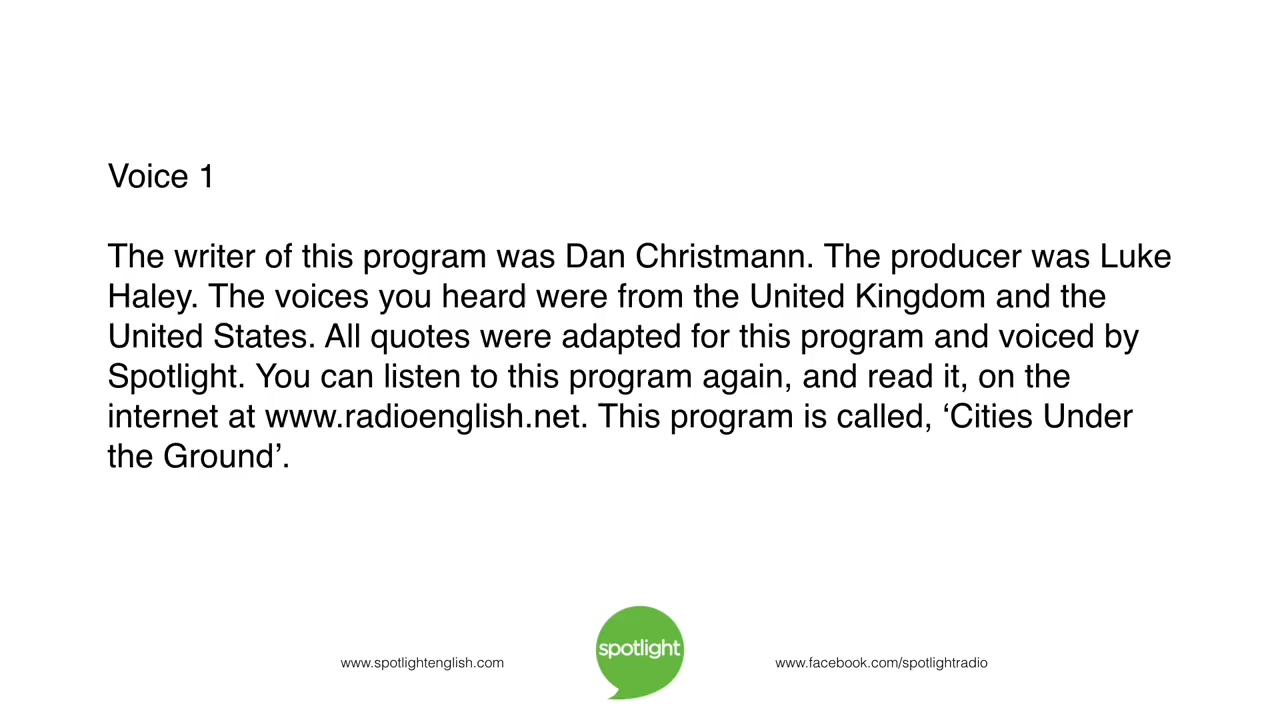 Voice 1
The writer of this program was Dan Christmann. The producer was Luke
Haley. The voices you heard were from the United Kingdom and the
United States. All quotes were adapted for this program and voiced by
Spotlight. You can listen to this program again, and read it, on the
internet at www.radioenglish.net. This program is called, ‘Cities Under
the Ground’.
spotlight
www.spotlightenglish.com
www.facebook.com/spotlightradio